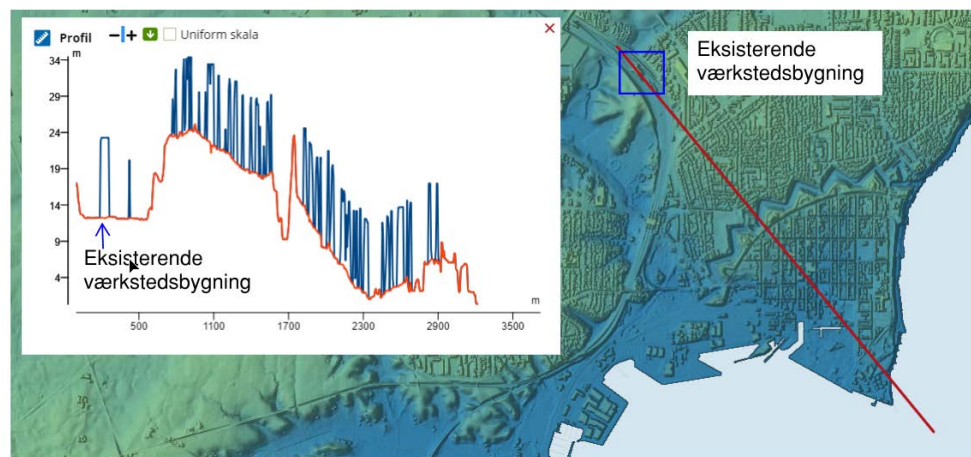 Profil
Uniform skala
m
34
29
24
19
14
9
4
m
500
1100
1700
2300
2900
3500
Eksisterende
værkstedsbygning
Eksisterende
værkstedsbygning